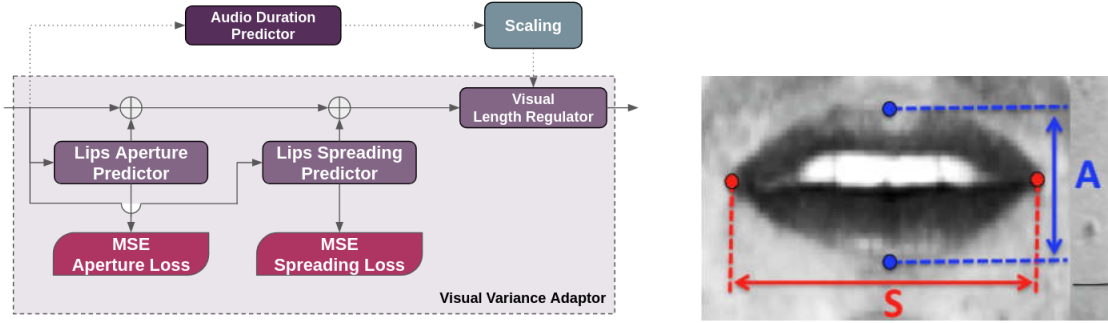 Audio Duration
Predictor
Scaling
Visual
Length Regulator
Lips Aperture
Predictor
Lips Spreading
Predictor
MSE
Aperture Loss
MSE
Spreading Loss
Visual Variance Adaptor
A
S